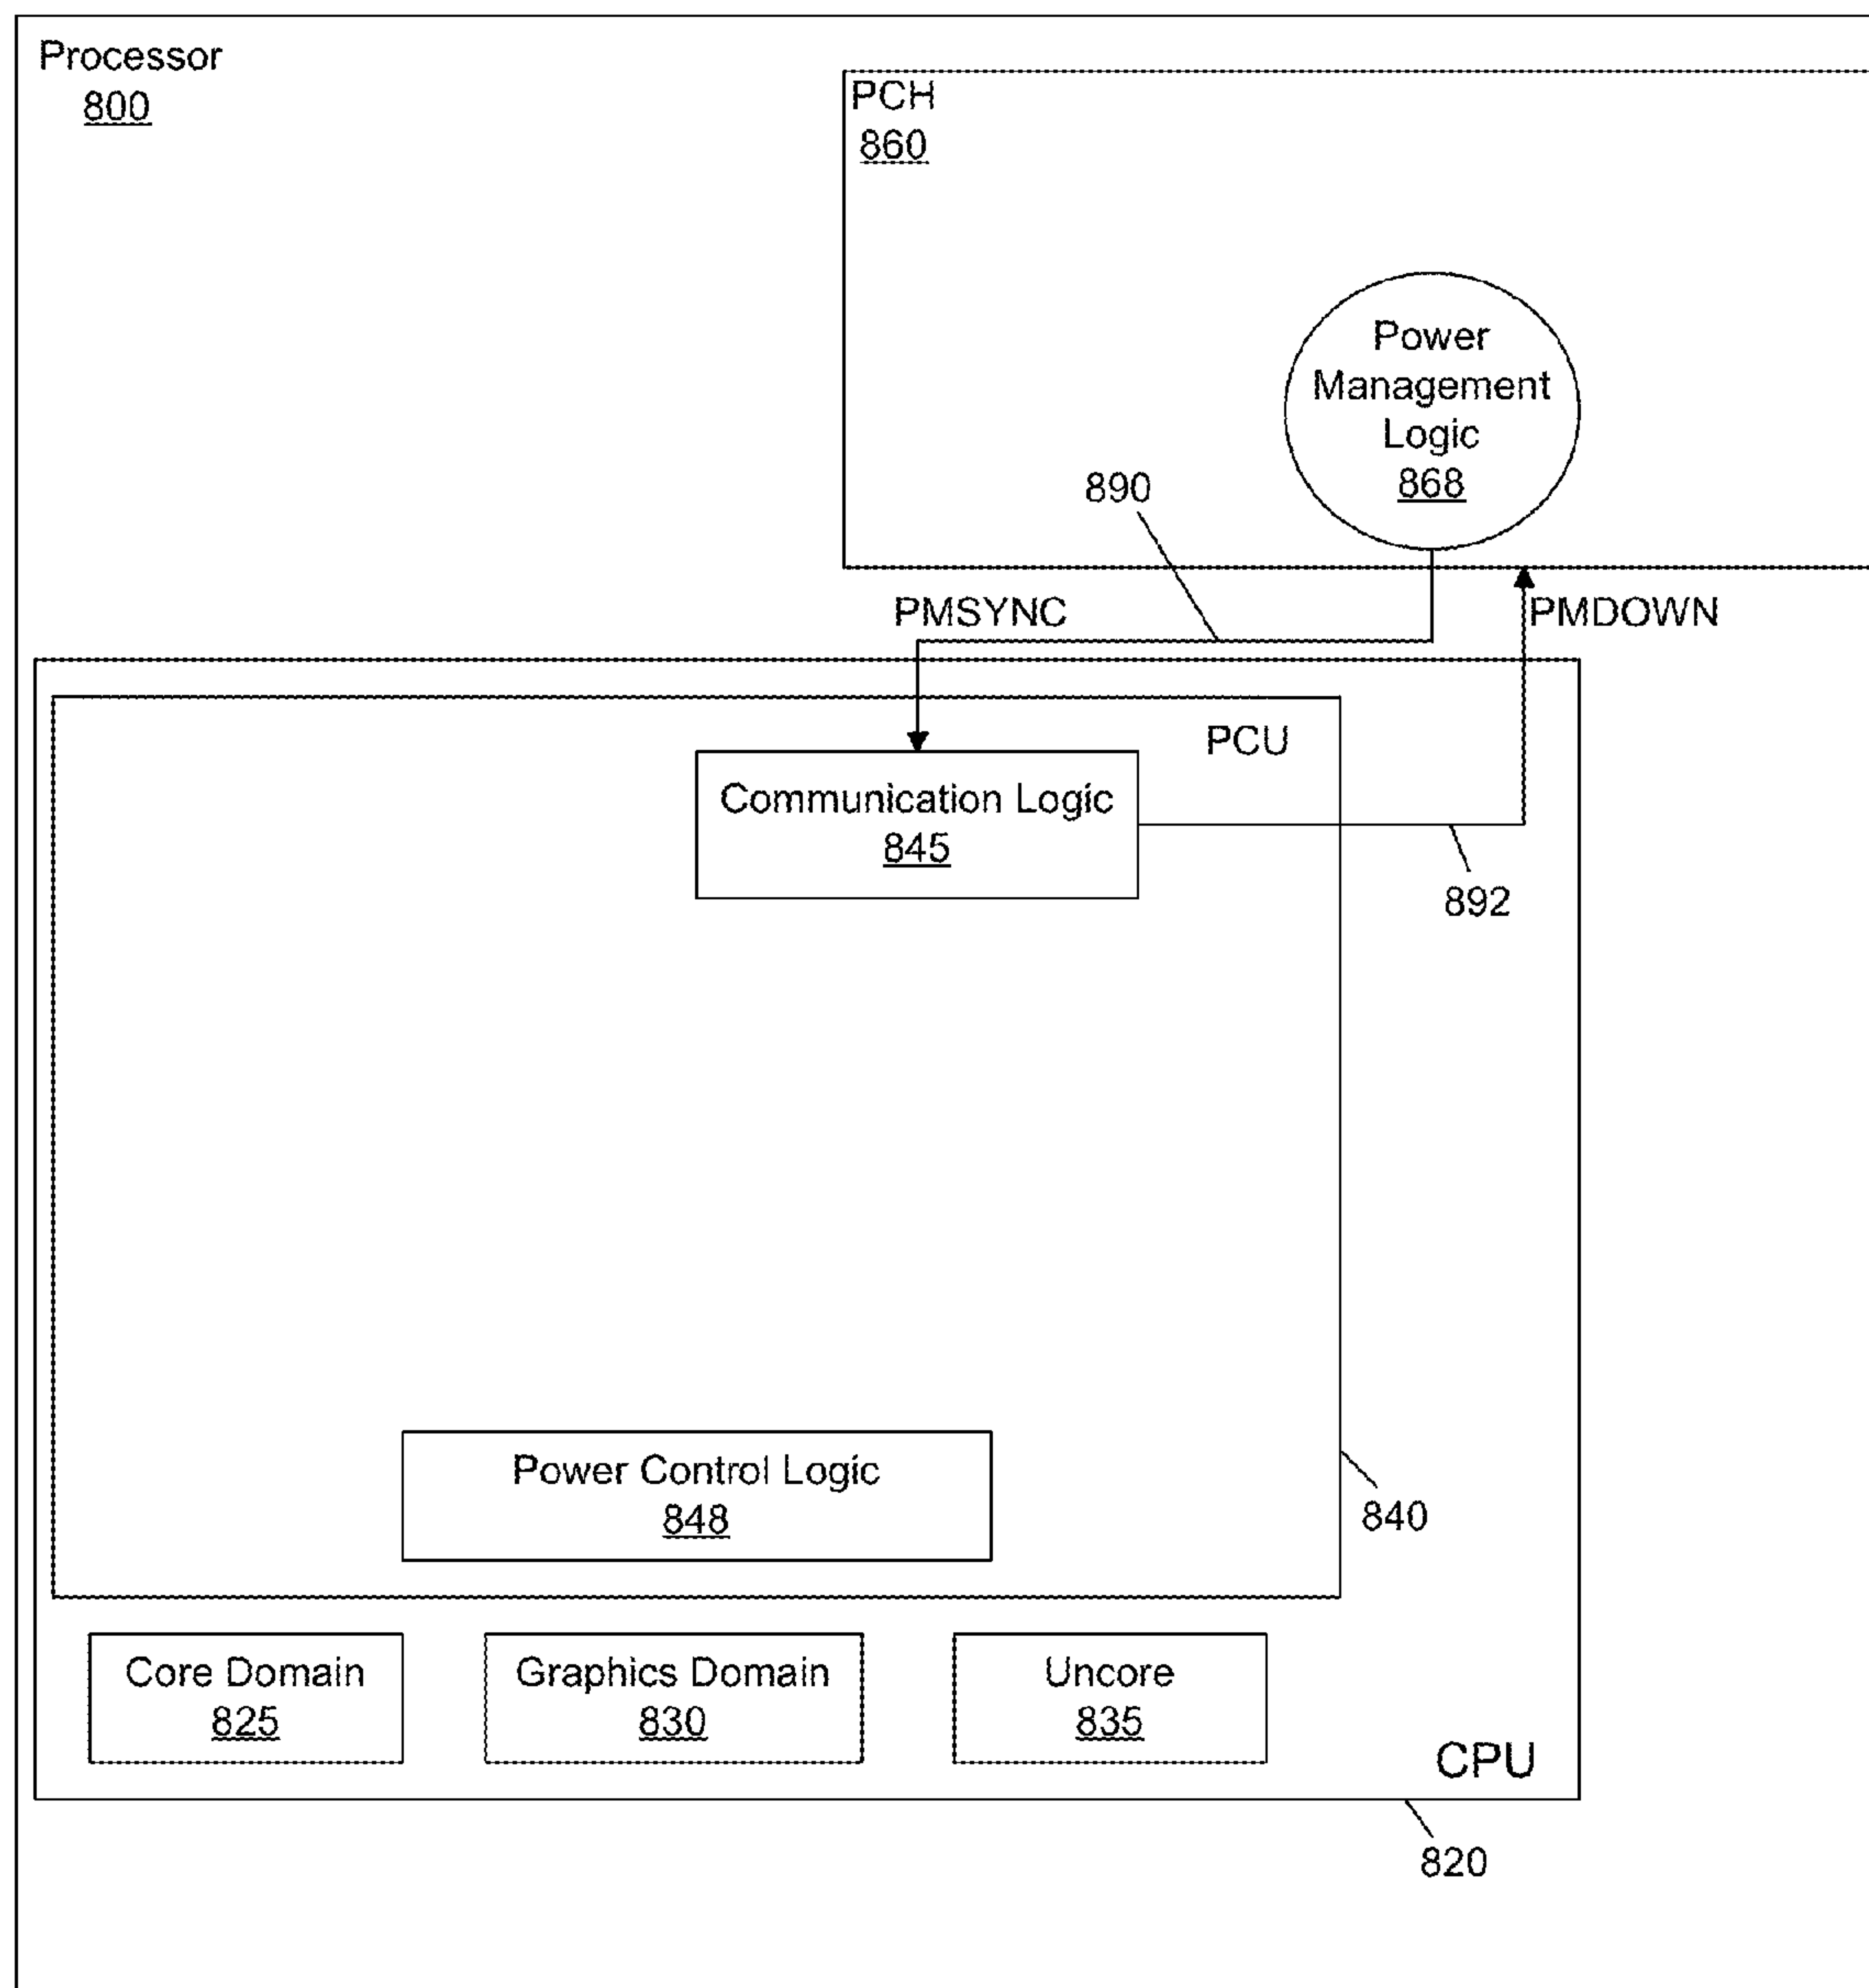 Processor
800
PCH
860
Power
Management
Logic
868
890
PMSYNC
PMDOWN
PCU
Communication Logic
845
892
Power Control Logic
848
840
Core Domain
825
Graphics Domain
830
Uncore
835
CPU
820